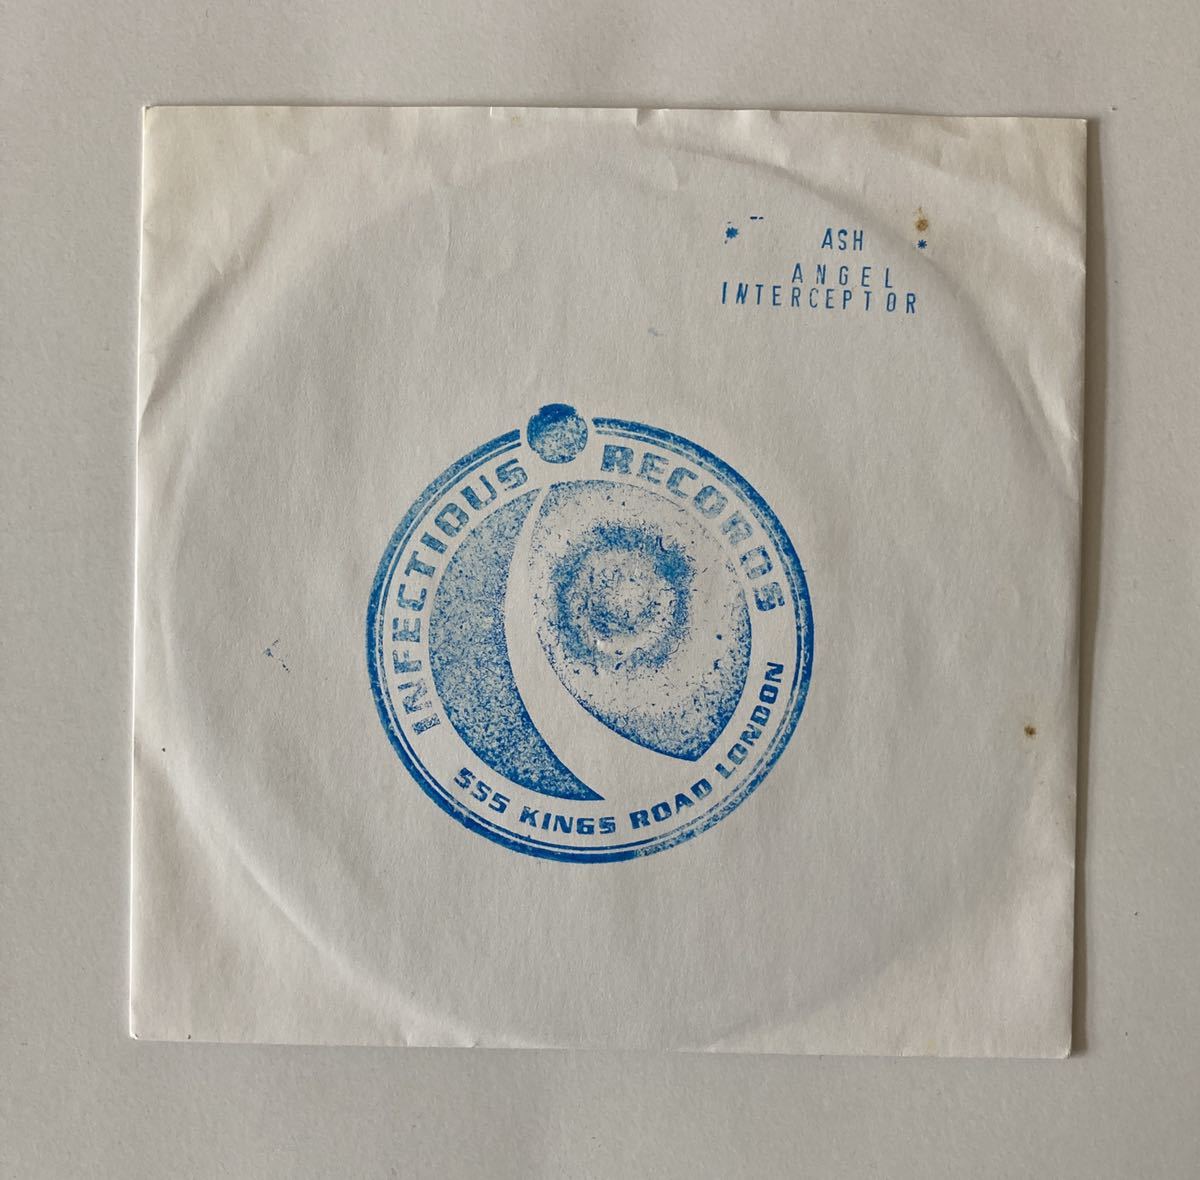 * ASH *
ANGEL
INTERCEPTOR
INFECTIOUS RECORDS
555 KINGS ROAD LONDON